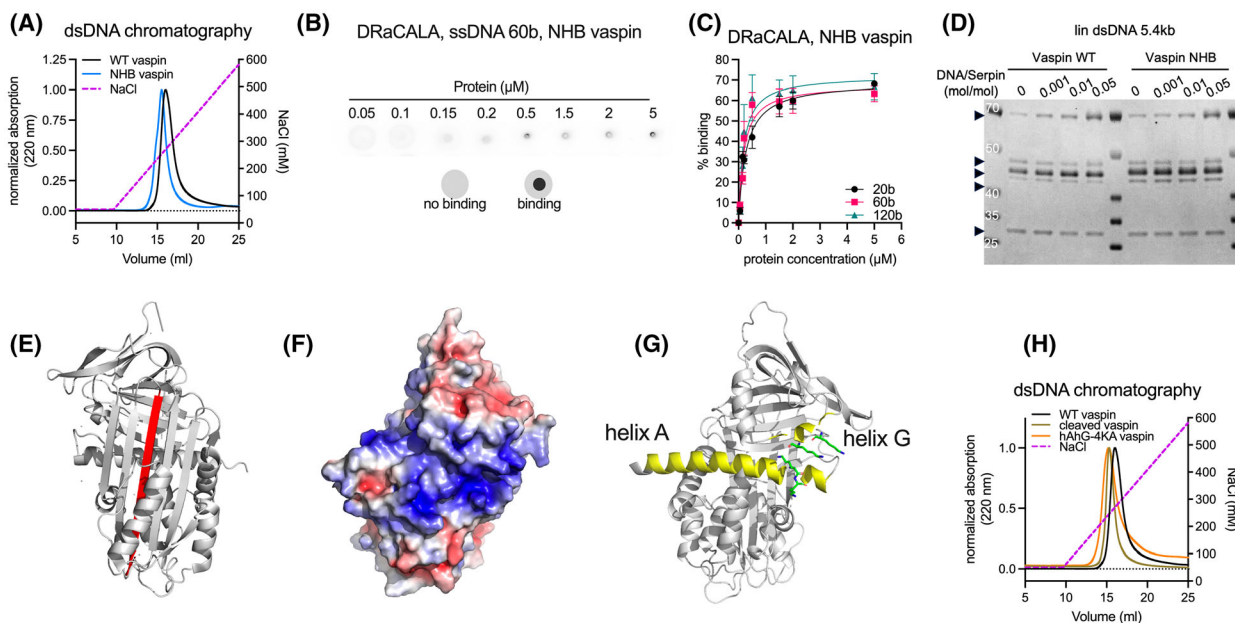 (A)
dsDNA chromatography
normalized absorption
(220 nm)
1.25
1.00
0.75
0.50
0.25
0.00
WT vaspin
NHB vaspin
NaCl
600
500
400
300
200
100
0
NaCl (mM)
5 10 15 20 25
Volume (ml)
(B)
DRaCALA, ssDNA 60b, NHB vaspin
Protein (µM)
0.05 0.1 0.15 0.2 0.5 1.5 2 5
no binding
binding
(C)
DRaCALA, NHB vaspin
% binding
80
70
60
50
40
30
20
10
0
20b
60b
120b
0 1 2 3 4 5 6
protein concentration (µM)
(D)
lin dsDNA 5.4kb
Vaspin WT Vaspin NHB
DNA/Serpin
(mol/mol)
0 0.001 0.01 0.05 0 0.001 0.01 0.05
70
50
40
35
25
(E)
(F)
(G)
helix A
helix G
(H)
dsDNA chromatography
normalized absorption
(220 nm)
1.0
0.5
0.0
WT vaspin
cleaved vaspin
hAhG-4KA vaspin
NaCl
600
500
400
300
200
100
0
NaCl (mM)
5 10 15 20 25
Volume (ml)